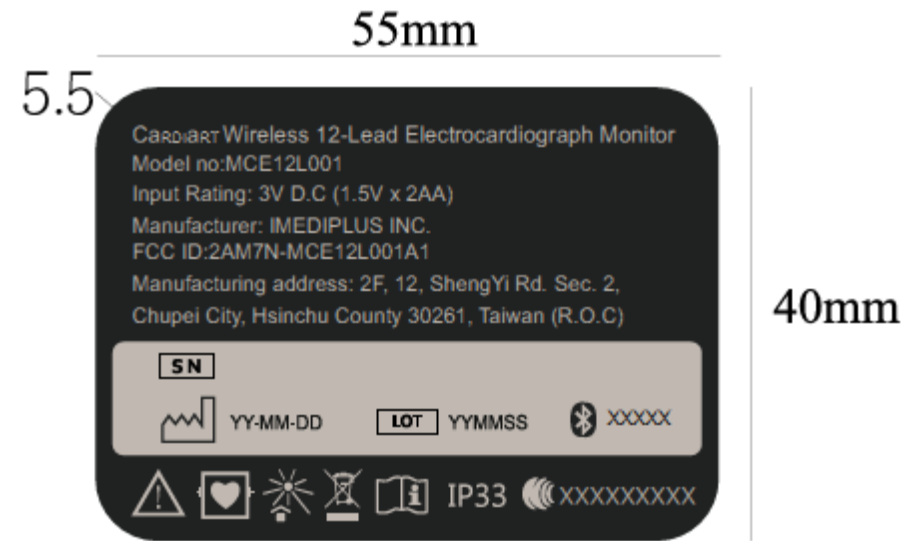 55mm
5.5
CARDiART Wireless 12-Lead Electrocardiograph Monitor
Model no:MCE12L001
Input Rating: 3V D.C (1.5V x 2AA)
Manufacturer: IMEDIPLUS INC.
FCC ID:2AM7N-MCE12L001A1
Manufacturing address: 2F, 12, ShengYi Rd. Sec. 2,
Chupei City, Hsinchu County 30261, Taiwan (R.O.C)
40mm
SN
YY-MM-DD LOT YYMMSS XXXXX
IP33 XXXXXXXXXX